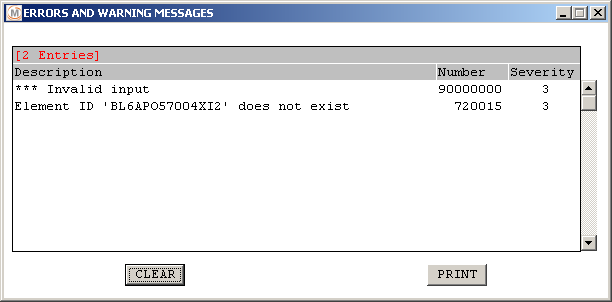 ERRORS AND WARNING MESSAGES
[2 Entries]
Description Number Severity
*** Invalid input 90000000 3
Element ID 'BL6APO57004XI2' does not exist 720015 3
CLEAR PRINT